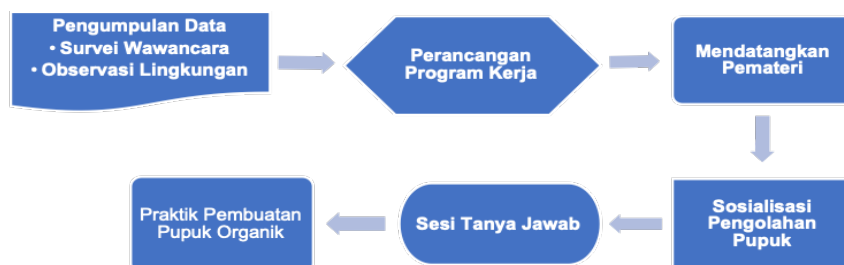 Pengumpulan Data
• Survei Wawancara
• Observasi Lingkungan
Perancangan
Program Kerja
Mendatangkan
Pemateri
Sosialisasi
Pengolahan
Pupuk
Sesi Tanya Jawab
Praktik Pembuatan
Pupuk Organik